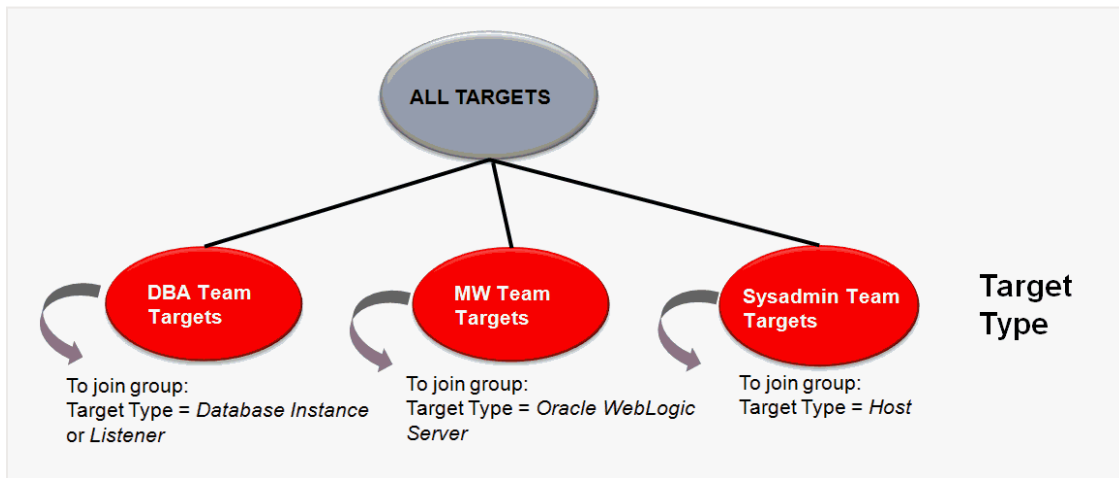 ALL TARGETS
DBA Team
Targets
MW Team
Targets
Sysadmin Team
Targets
Target
Type
To join group:
Target Type = Database Instance
or Listener
To join group:
Target Type = Oracle WebLogic
Server
To join group:
Target Type = Host